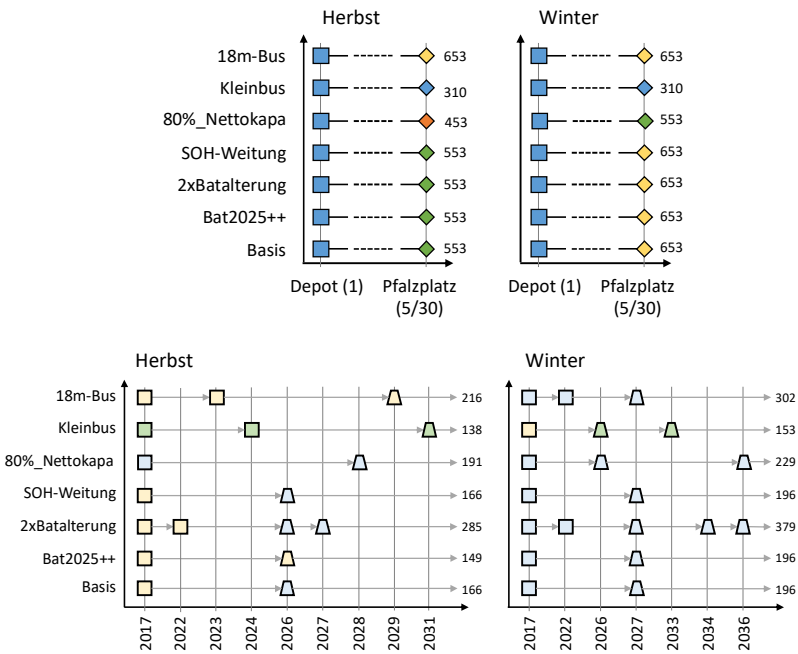 Herbst Winter
18m-Bus 653 653
Kleinbus 310 310
80%_Nettokapa 453 553
SOH-Weitung 553 653
2xBatalterung 553 653
Bat2025++ 553 653
Basis 553 653
Depot (1) Pfalzplatz Depot (1) Pfalzplatz
(5/30) (5/30)
Herbst Winter
18m-Bus 216 302
Kleinbus 138 153
80%_Nettokapa 191 229
SOH-Weitung 166 196
2xBatalterung 285 379
Bat2025++ 149 196
Basis 166 196
2017 2022 2023 2024 2026 2027 2028 2029 2031 2017 2022 2026 2027 2033 2034 2036